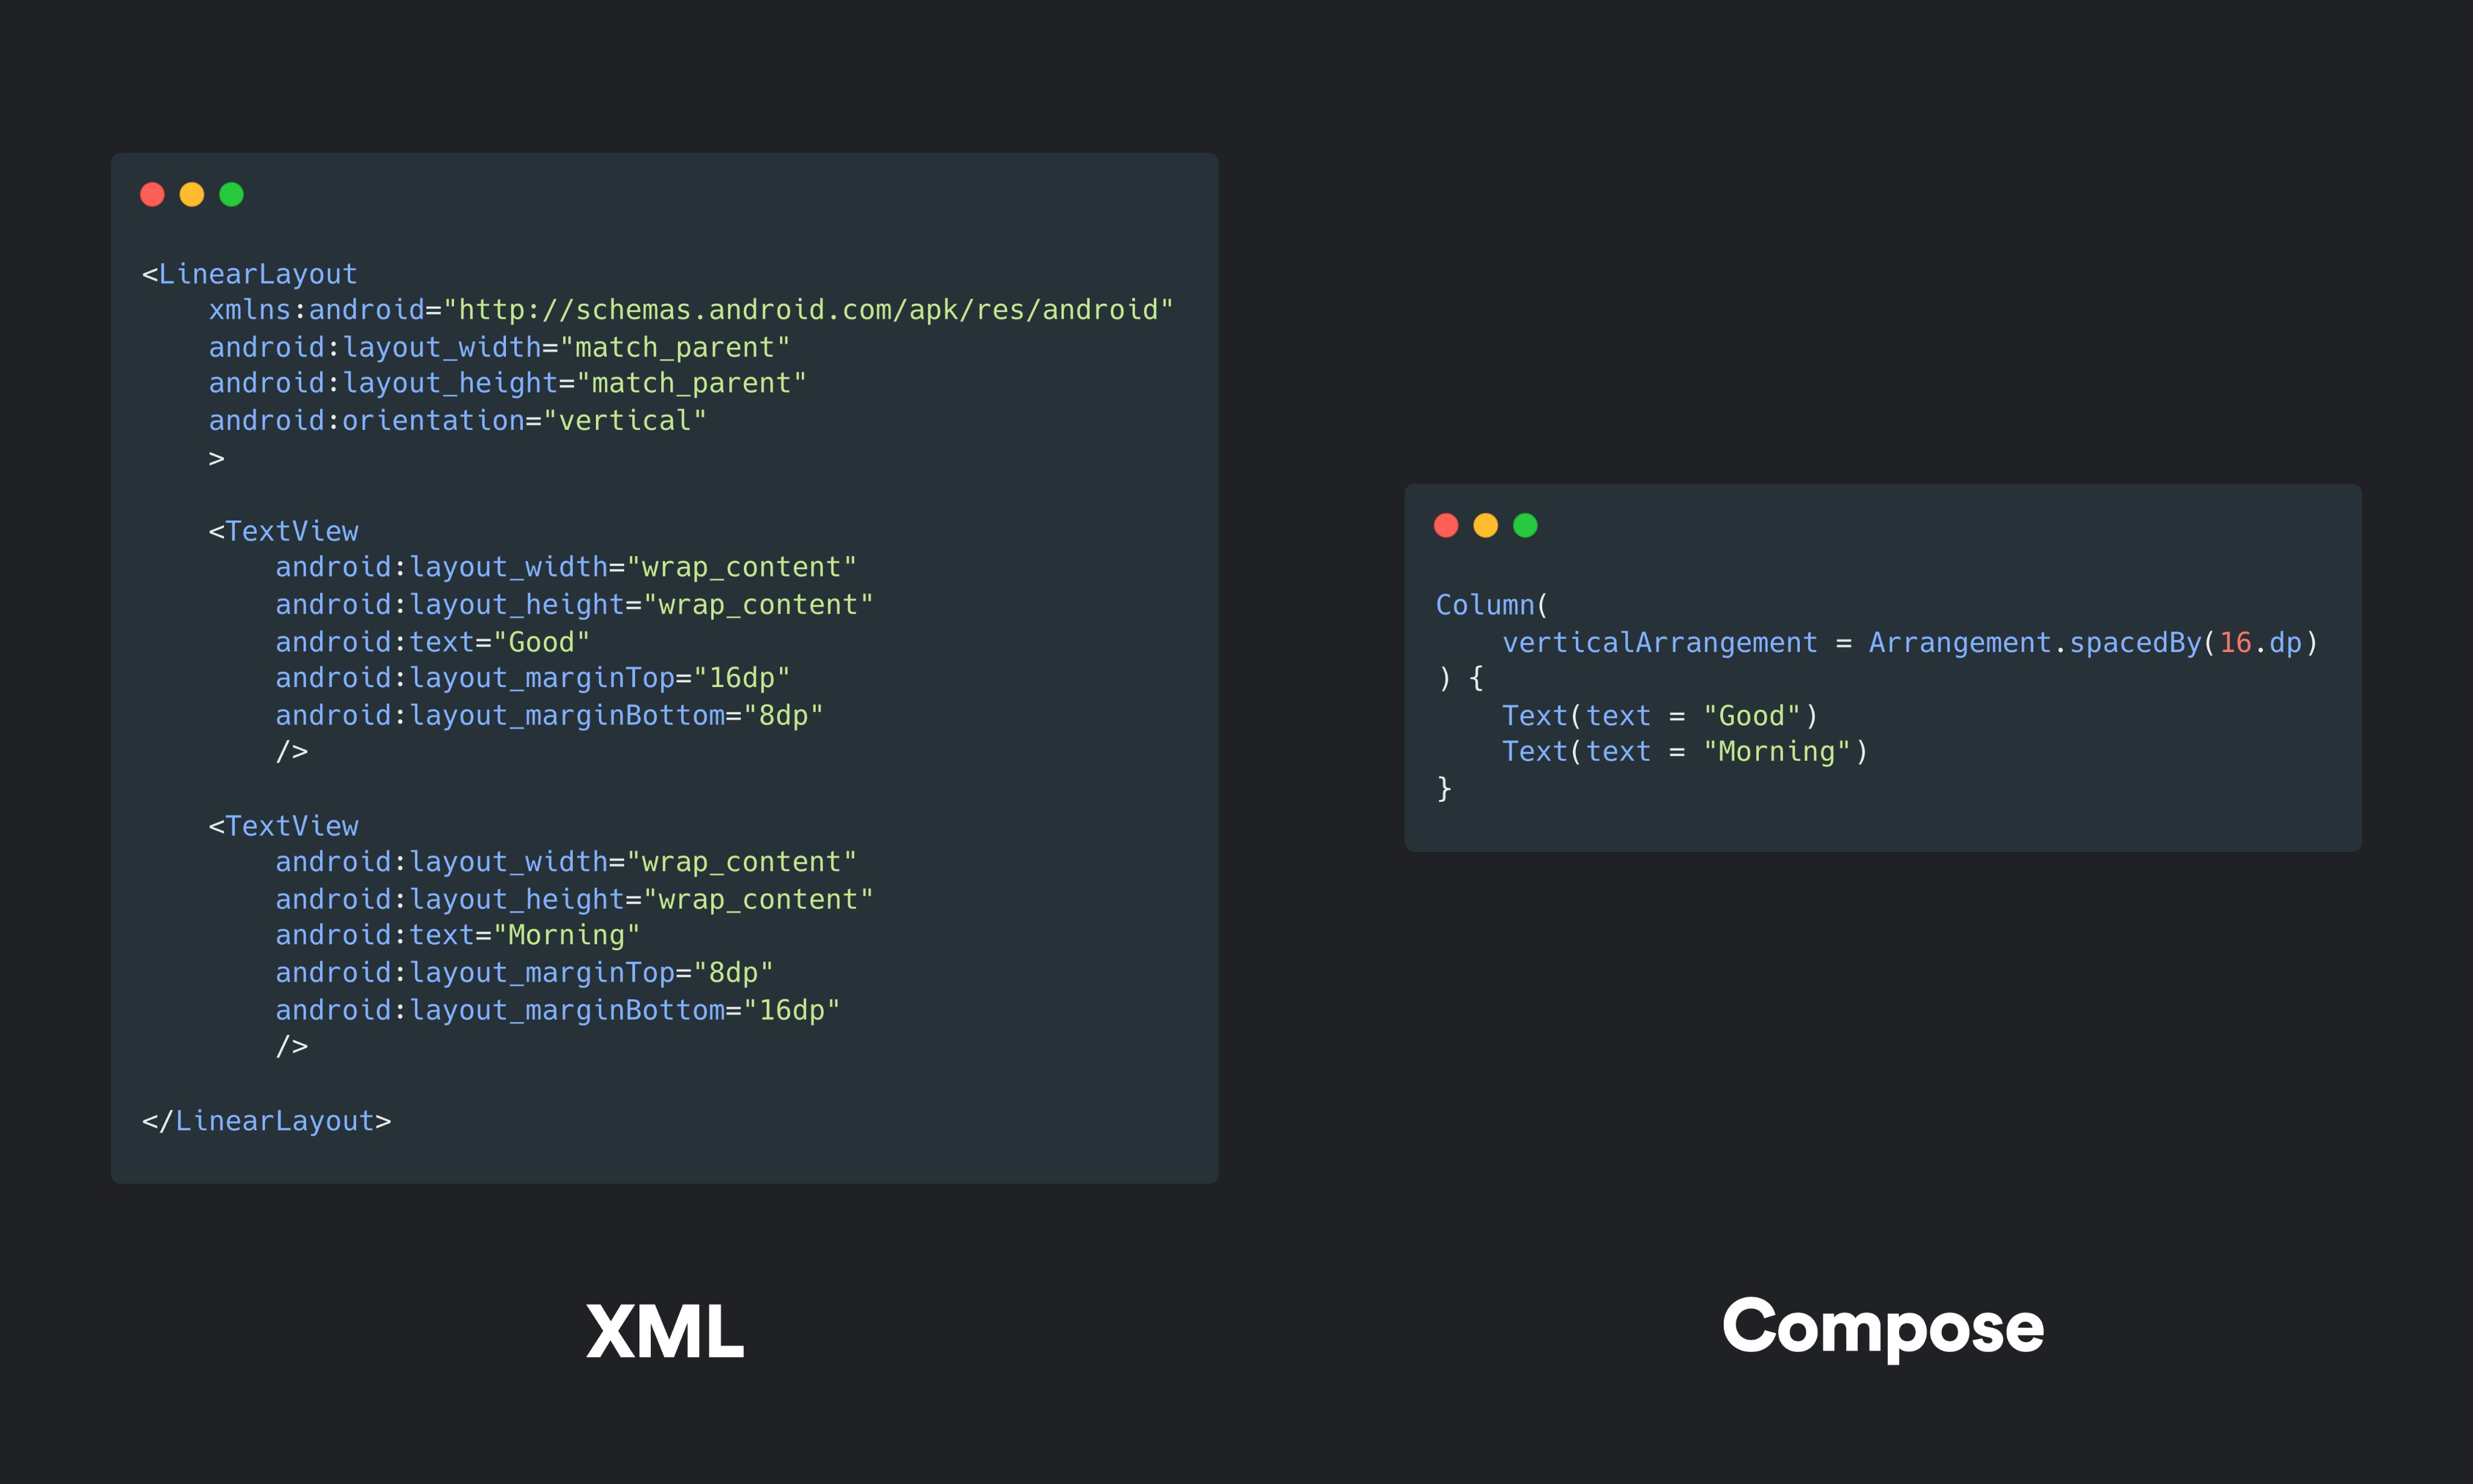 <LinearLayout
    xmlns:android="http://schemas.android.com/apk/res/android"
    android:layout_width="match_parent"
    android:layout_height="match_parent"
    android:orientation="vertical"
    >
    <TextView
        android:layout_width="wrap_content"
        android:layout_height="wrap_content"
        android:text="Good"
        android:layout_marginTop="16dp"
        android:layout_marginBottom="8dp"
        />
    <TextView
        android:layout_width="wrap_content"
        android:layout_height="wrap_content"
        android:text="Morning"
        android:layout_marginTop="8dp"
        android:layout_marginBottom="16dp"
        />
</LinearLayout>
XML
Column(
    verticalArrangement = Arrangement.spacedBy(16.dp)
) {
    Text(text = "Good")
    Text(text = "Morning")
}
Compose